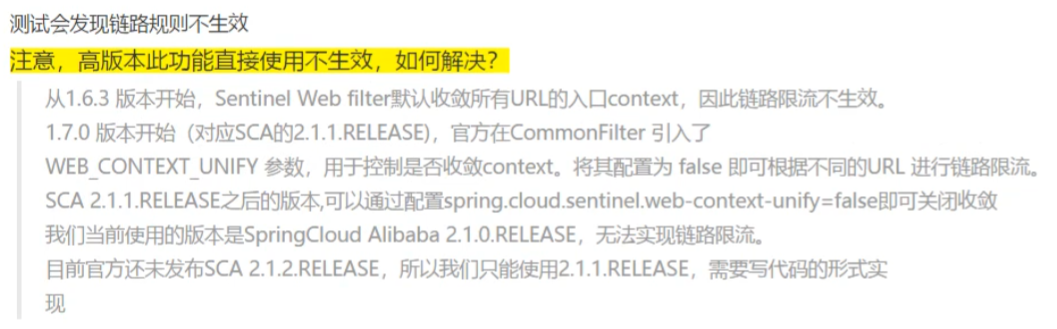 测试会发现链路规则不生效
注意，高版本此功能直接使用不生效，如何解决？
从1.6.3 版本开始，Sentinel Web filter默认收敛所有URL的入口context，因此链路限流不生效。
1.7.0 版本开始（对应SCA的2.1.1.RELEASE)，官方在CommonFilter 引入了
WEB_CONTEXT_UNIFY 参数，用于控制是否收敛context。将其配置为 false 即可根据不同的URL 进行链路限流。
SCA 2.1.1.RELEASE之后的版本,可以通过配置spring.cloud.sentinel.web-context-unify=false即可关闭收敛
我们当前使用的版本是SpringCloud Alibaba 2.1.0.RELEASE，无法实现链路限流。
目前官方还未发布SCA 2.1.2.RELEASE，所以我们只能使用2.1.1.RELEASE，需要写代码的形式实
现